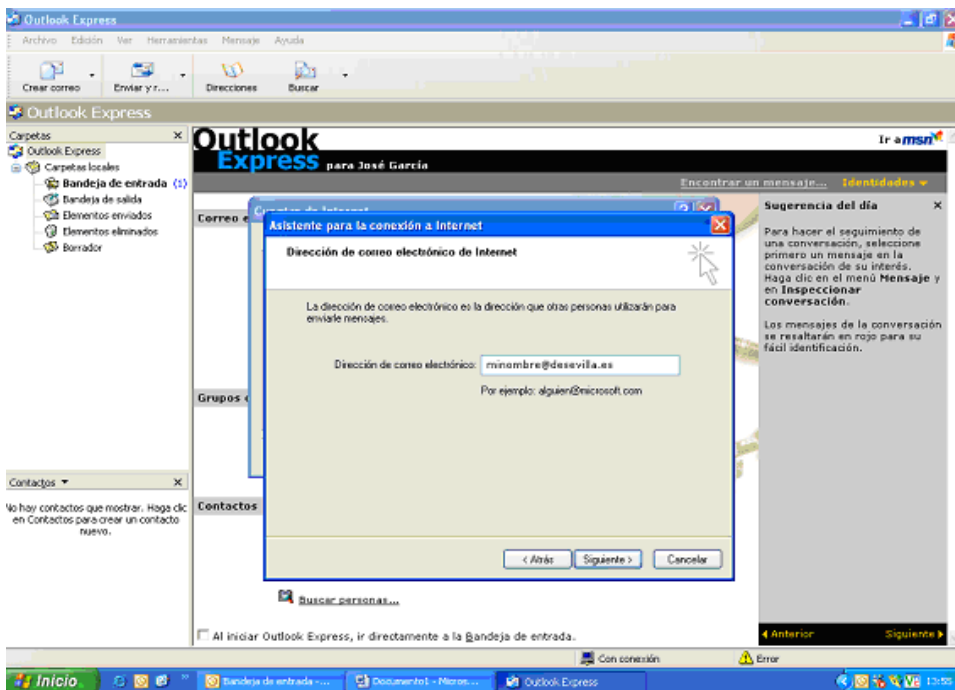 Outlook Express
Archivo Edición Ver Herramientas Mensaje Ayuda
Crear correo Enviar y r... Direcciones Buscar
Outlook Express
Carpetas
Outlook Express
Carpetas locales
Bandeja de entrada (1)
Bandeja de salida
Elementos enviados
Elementos eliminados
Borrador
Contactos
No hay contactos que mostrar. Haga clic
en Contactos para crear un contacto
nuevo.
Outlook
Express para José García
Ir a msn
Encontrar un mensaje... Identidades
Correo e
Grupos
Contactos
Cuentas de Internet
Asistente para la conexión a Internet
Dirección de correo electrónico de Internet
La dirección de correo electrónico es la dirección que otras personas utilizarán para
enviarle mensajes.
Dirección de correo electrónico: minombre@desevilla.es
Por ejemplo: alguien@microsoft.com
< Atrás Siguiente > Cancelar
Buscar personas...
Al iniciar Outlook Express, ir directamente a la Bandeja de entrada.
Sugerencia del día
Para hacer el seguimiento de
una conversación, seleccione
primero un mensaje en la
conversación de su interés.
Haga clic en el menú Mensaje y
en Inspeccionar
conversación.
Los mensajes de la conversación
se resaltarán en rojo para su
fácil identificación.
Anterior Siguiente
Con conexión Error
Inicio Bandeja de entrada -... Documento1 - Micros... Outlook Express 13:55